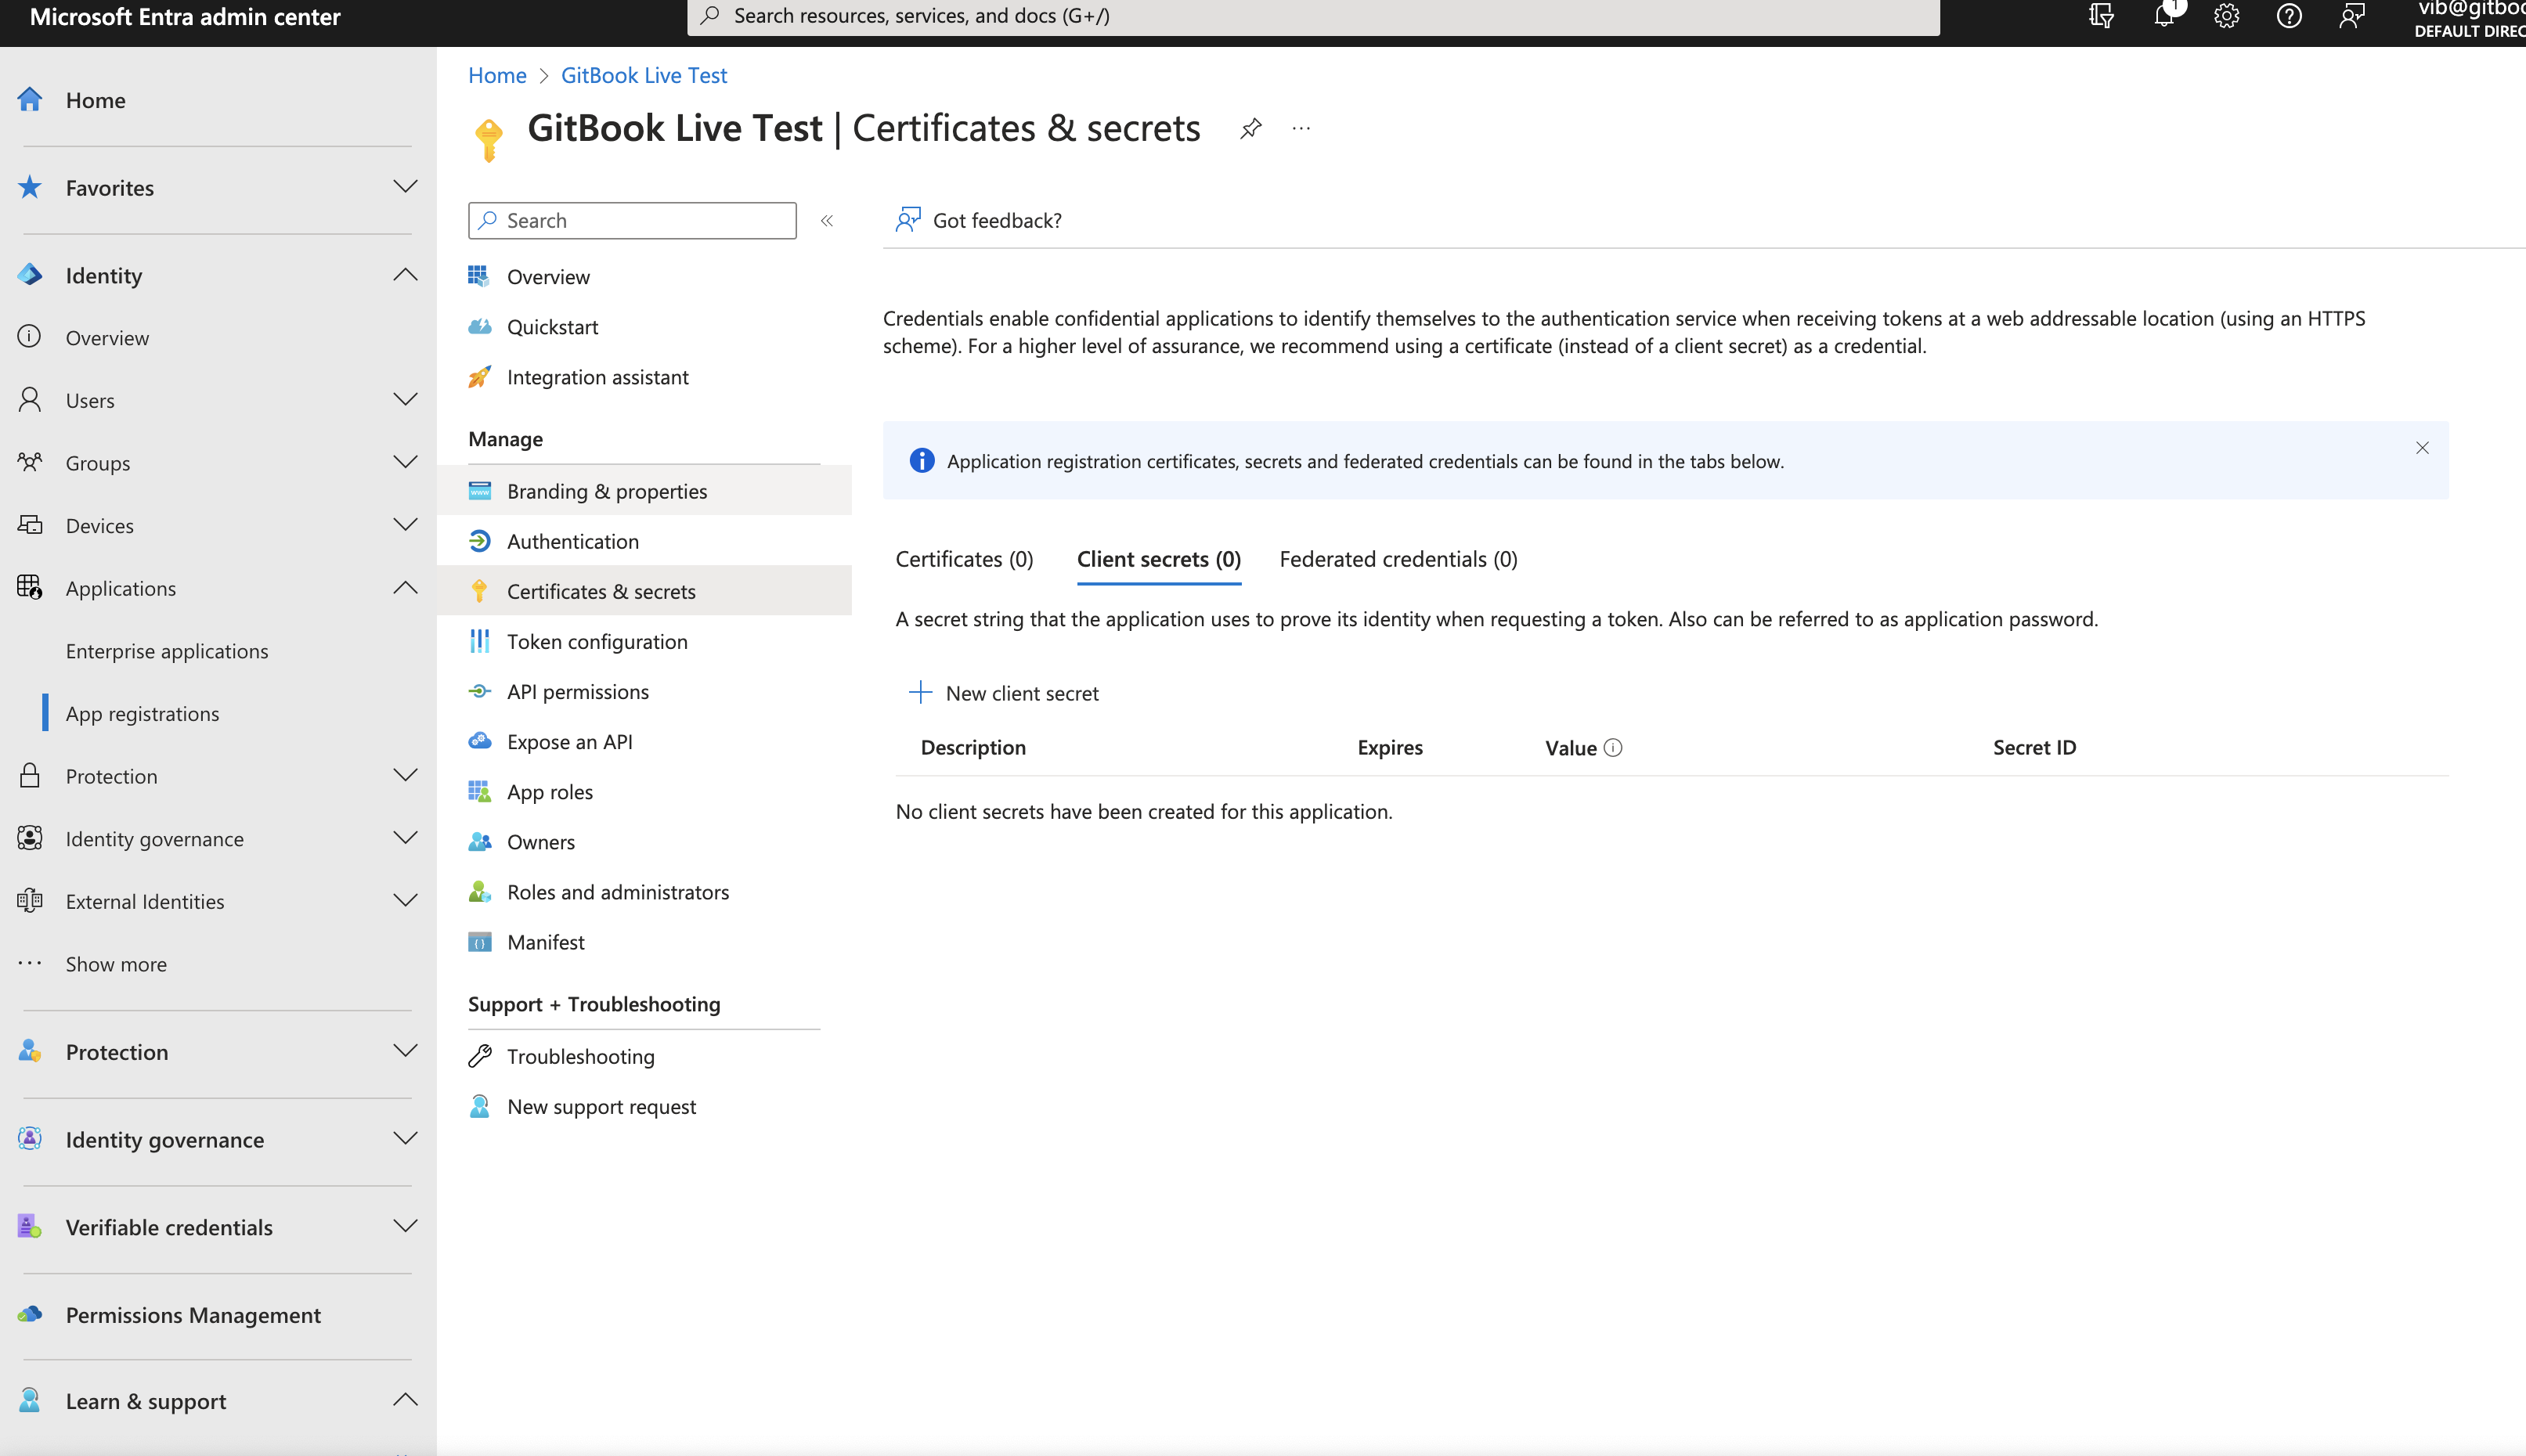 Microsoft Entra admin center
Search resources, services, and docs (G+/)
1
vib@gitboo
DEFAULT DIREC
Home
Favorites
Identity
Overview
Users
Groups
Devices
Applications
Enterprise applications
App registrations
Protection
Identity governance
External Identities
Show more
Protection
Identity governance
Verifiable credentials
Permissions Management
Learn & support
Home > GitBook Live Test
GitBook Live Test | Certificates & secrets
Search
Overview
Quickstart
Integration assistant
Manage
Branding & properties
Authentication
Certificates & secrets
Token configuration
API permissions
Expose an API
App roles
Owners
Roles and administrators
Manifest
Support + Troubleshooting
Troubleshooting
New support request
Got feedback?
Credentials enable confidential applications to identify themselves to the authentication service when receiving tokens at a web addressable location (using an HTTPS
scheme). For a higher level of assurance, we recommend using a certificate (instead of a client secret) as a credential.
Application registration certificates, secrets and federated credentials can be found in the tabs below.
Certificates (0) Client secrets (0) Federated credentials (0)
A secret string that the application uses to prove its identity when requesting a token. Also can be referred to as application password.
New client secret
Description Expires Value Secret ID
No client secrets have been created for this application.